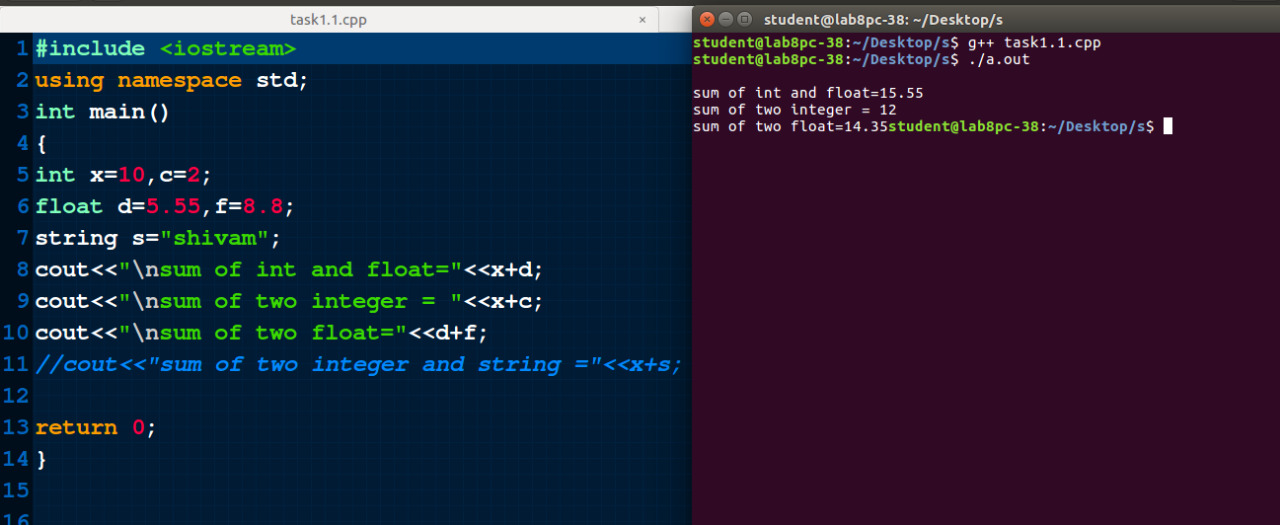 task1.1.cpp ×
1 #include <iostream>
2 using namespace std;
3 int main()
4 {
5 int x=10,c=2;
6 float d=5.55,f=8.8;
7 string s="shivam";
8 cout<<"\nsum of int and float="<<x+d;
9 cout<<"\nsum of two integer = "<<x+c;
10 cout<<"\nsum of two float="<<d+f;
11 //cout<<"sum of two integer and string ="<<x+s;
12
13 return 0;
14 }
15
16
student@lab8pc-38: ~/Desktop/s
student@lab8pc-38:~/Desktop/s$ g++ task1.1.cpp
student@lab8pc-38:~/Desktop/s$ ./a.out
sum of int and float=15.55
sum of two integer = 12
sum of two float=14.35student@lab8pc-38:~/Desktop/s$